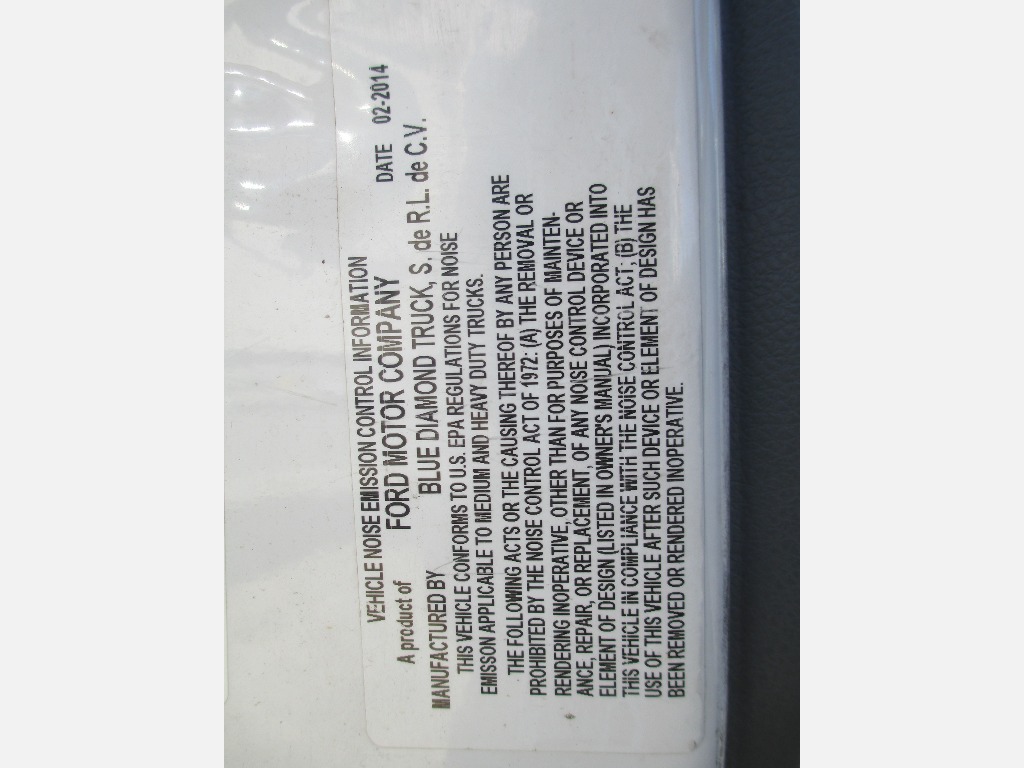 VEHICLE NOISE EMISSION CONTROL INFORMATION
A product of FORD MOTOR COMPANY DATE 02-2014
MANUFACTURED BY BLUE DIAMOND TRUCK, S. de R.L. de C.V.
THIS VEHICLE CONFORMS TO U.S. EPA REGULATIONS FOR NOISE
EMISSON APPLICABLE TO MEDIUM AND HEAVY DUTY TRUCKS.
THE FOLLOWING ACTS OR THE CAUSING THEREOF BY ANY PERSON ARE
PROHIBITED BY THE NOISE CONTROL ACT OF 1972: (A) THE REMOVAL OR
RENDERING INOPERATIVE, OTHER THAN FOR PURPOSES OF MAINTEN-
ANCE, REPAIR, OR REPLACEMENT, OF ANY NOISE CONTROL DEVICE OR
ELEMENT OF DESIGN (LISTED IN OWNER'S MANUAL) INCORPORATED INTO
THIS VEHICLE IN COMPLIANCE WITH THE NOISE CONTROL ACT; (B) THE
USE OF THIS VEHICLE AFTER SUCH DEVICE OR ELEMENT OF DESIGN HAS
BEEN REMOVED OR RENDERED INOPERATIVE.